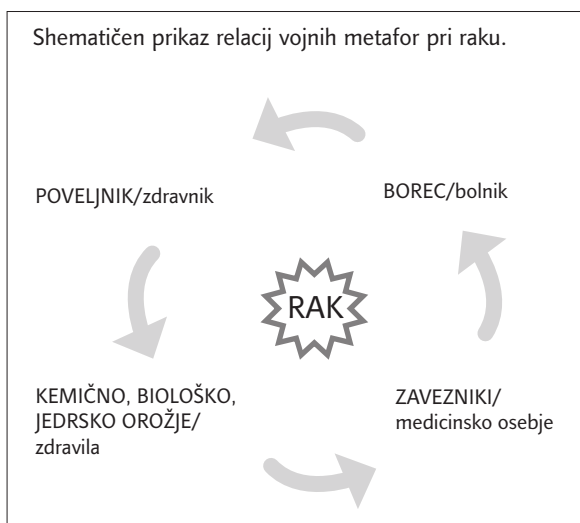 Shematičen prikaz relacij vojnih metafor pri raku.
POVELJNIK/zdravnik
BOREC/bolnik
RAK
KEMIČNO, BIOLOŠKO,
JEDRSKO OROŽJE/
zdravila
ZAVEZNIKI/
medicinsko osebje